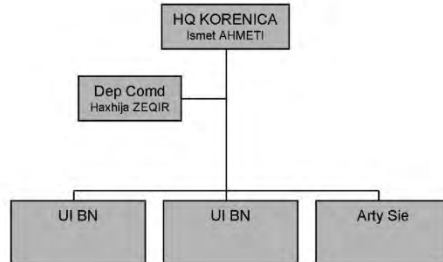 HQ KORENICA
Ismet AHMETI
Dep Comd
Haxhija ZEQIR
UI BN
UI BN
Arty Sie